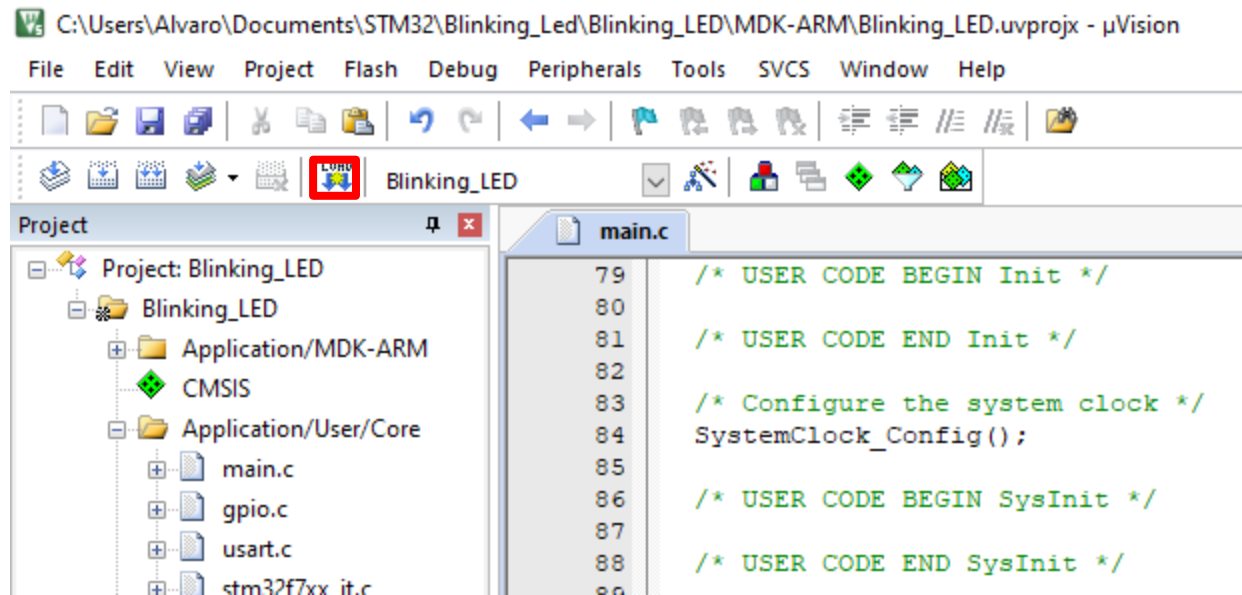 C:\Users\Alvaro\Documents\STM32\Blinking_Led\Blinking_LED\MDK-ARM\Blinking_LED.uvprojx - µVision
File Edit View Project Flash Debug Peripherals Tools SVCS Window Help
LOAD
Blinking_LED
Project
main.c
Project: Blinking_LED
Blinking_LED
Application/MDK-ARM
CMSIS
Application/User/Core
main.c
gpio.c
usart.c
stm32f7xx_it.c
79 /* USER CODE BEGIN Init */
80
81 /* USER CODE END Init */
82
83 /* Configure the system clock */
84 SystemClock_Config();
85
86 /* USER CODE BEGIN SysInit */
87
88 /* USER CODE END SysInit */
89